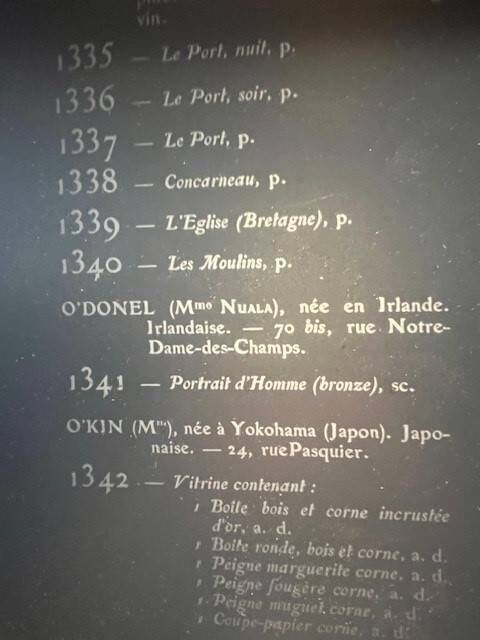 vin.
1335 — Le Port, nuit, p.
1336 — Le Port, soir, p.
1337 — Le Port, p.
1338 — Concarneau, p.
1339 — L'Eglise (Bretagne), p.
1340 — Les Moulins, p.
O'DONEL (Mme NUALA), née en Irlande.
Irlandaise. — 70 bis, rue Notre-
Dame-des-Champs.
1341 — Portrait d'Homme (bronze), sc.
O'KIN (Mlle), née à Yokohama (Japon). Japo-
naise. — 24, rue Pasquier.
1342 — Vitrine contenant :
Boîte bois et corne incrustée
d'or, a. d.
Boîte ronde, bois et corne, a. d.
Peigne marguerite corne, a. d.
Peigne fougère corne, a. d.
Peigne muguet corne, a. d.
Coupe-papier corne, a. d.